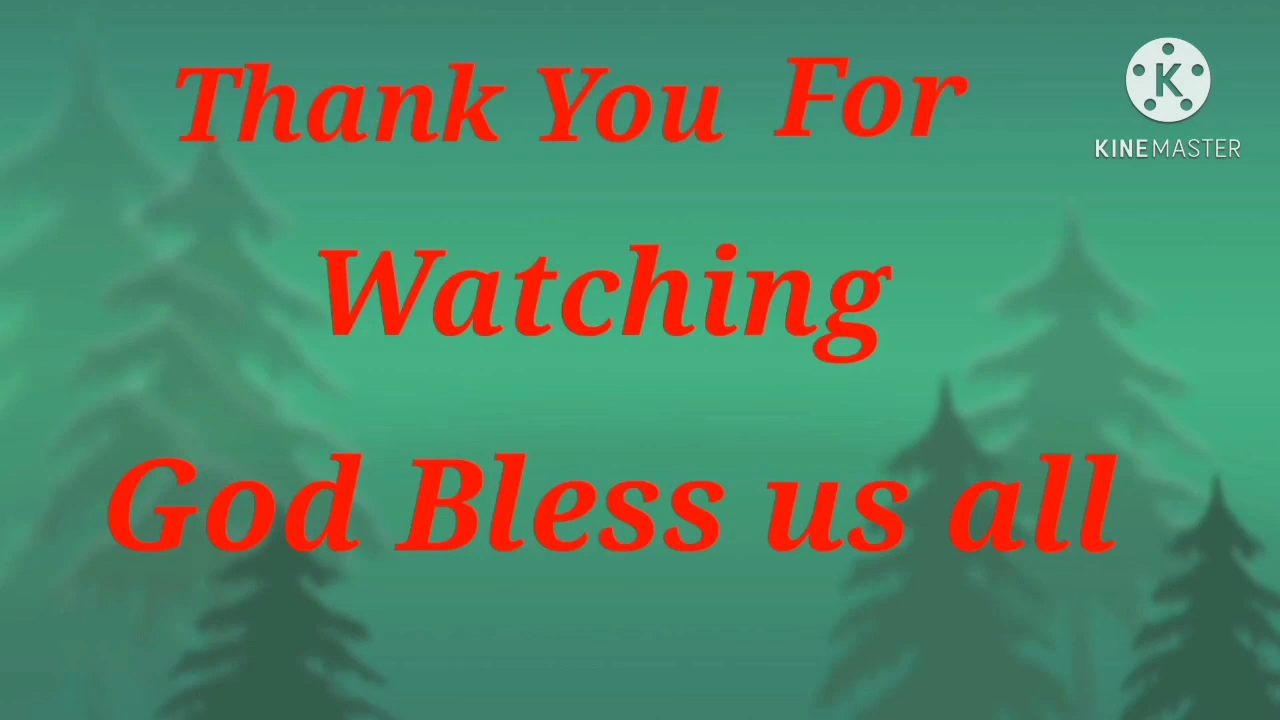 Thank You For
Watching
God Bless us all
K
KINEMASTER